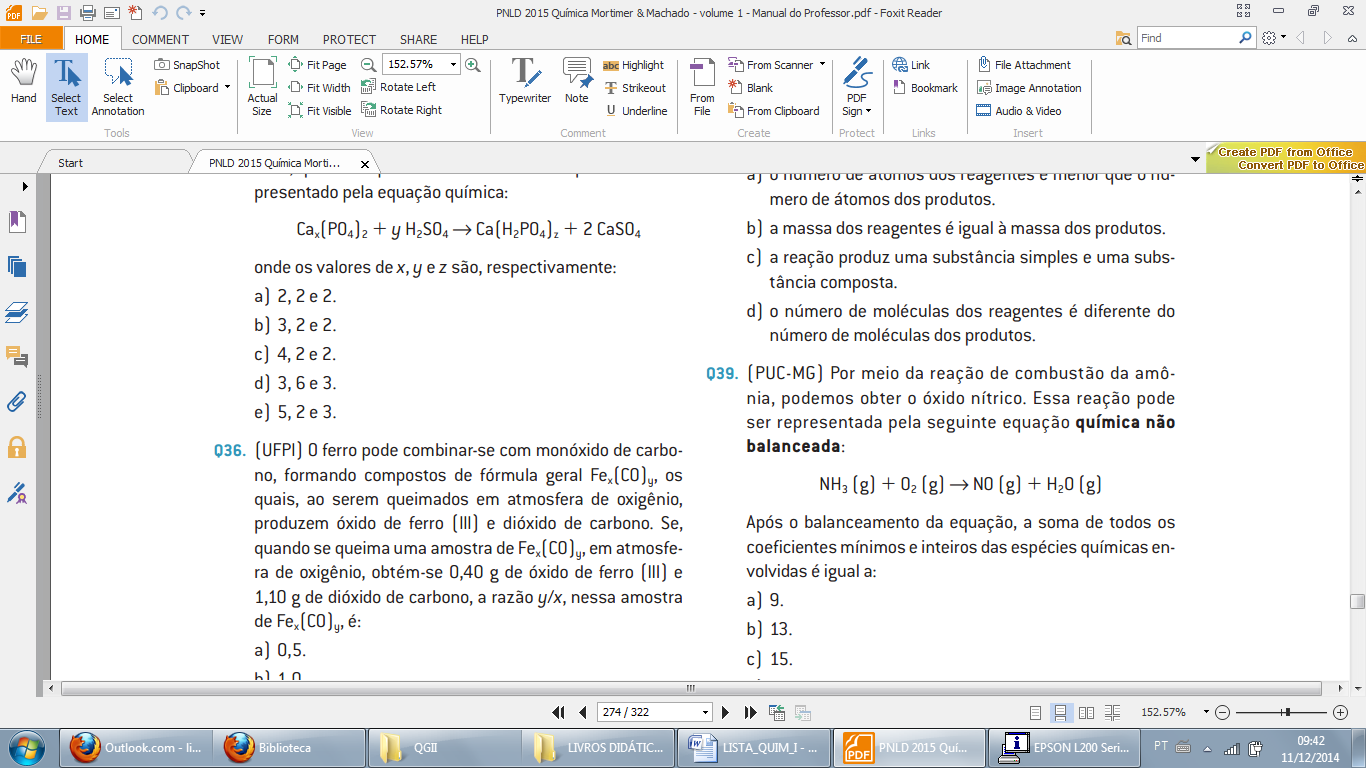 PNLD 2015 Química Mortimer & Machado - volume 1 - Manual do Professor.pdf - Foxit Reader
FILE HOME COMMENT VIEW FORM PROTECT SHARE HELP
Find
Hand
Select Text
Select Annotation
SnapShot
Clipboard
Tools
Actual Size
Fit Page
Fit Width
Fit Visible
152.57%
Rotate Left
Rotate Right
View
Typewriter
Note
Highlight
Strikeout
Underline
Comment
From File
From Scanner
Blank
From Clipboard
Create
PDF Sign
Protect
Link
Bookmark
Links
File Attachment
Image Annotation
Audio & Video
Insert
Start
PNLD 2015 Química Morti...
Create PDF from Office
Convert PDF to Office
presentado pela equação química:
Caₓ(PO₄)₂ + y H₂SO₄ → Ca(H₂PO₄)z + 2 CaSO₄
onde os valores de x, y e z são, respectivamente:
a) 2, 2 e 2.
b) 3, 2 e 2.
c) 4, 2 e 2.
d) 3, 6 e 3.
e) 5, 2 e 3.
Q36. (UFPI) O ferro pode combinar-se com monóxido de carbo-
no, formando compostos de fórmula geral Feₓ(CO)y, os
quais, ao serem queimados em atmosfera de oxigênio,
produzem óxido de ferro (III) e dióxido de carbono. Se,
quando se queima uma amostra de Feₓ(CO)y, em atmosfe-
ra de oxigênio, obtém-se 0,40 g de óxido de ferro (III) e
1,10 g de dióxido de carbono, a razão y/x, nessa amostra
de Feₓ(CO)y, é:
a) 0,5.
b) 1,0
a) o número de átomos dos reagentes é menor que o nú-
mero de átomos dos produtos.
b) a massa dos reagentes é igual à massa dos produtos.
c) a reação produz uma substância simples e uma subs-
tância composta.
d) o número de moléculas dos reagentes é diferente do
número de moléculas dos produtos.
Q39. (PUC-MG) Por meio da reação de combustão da amô-
nia, podemos obter o óxido nítrico. Essa reação pode
ser representada pela seguinte equação química não
balanceada:
NH₃ (g) + O₂ (g) → NO (g) + H₂O (g)
Após o balanceamento da equação, a soma de todos os
coeficientes mínimos e inteiros das espécies químicas en-
volvidas é igual a:
a) 9.
b) 13.
c) 15.
274 / 322
152.57%
Outlook.com - li...
Biblioteca
QGII
LIVROS DIDÁTIC...
LISTA_QUIM_I - ...
PNLD 2015 Quí...
EPSON L200 Seri...
PT
09:42
11/12/2014